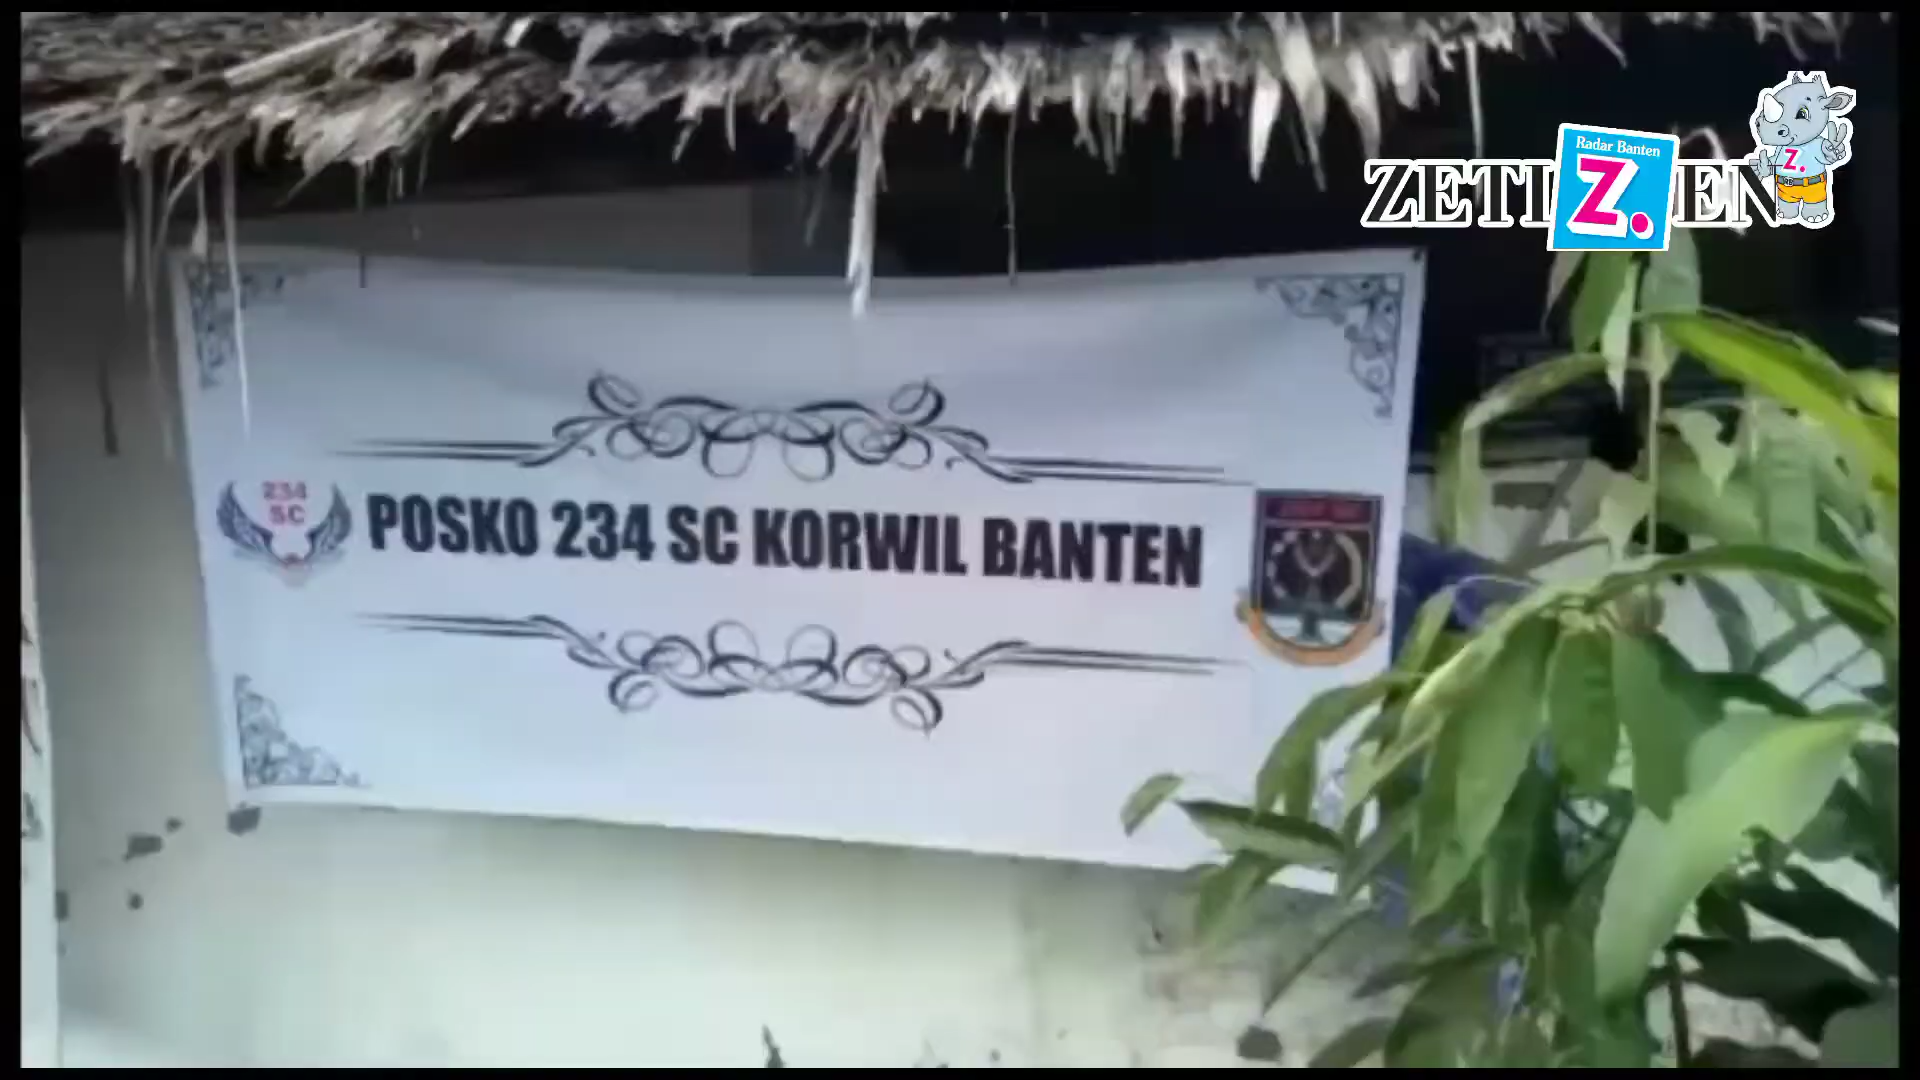 Radar Banten
ZETIZEN
Z.
234
SC
POSKO 234 SC KORWIL BANTEN